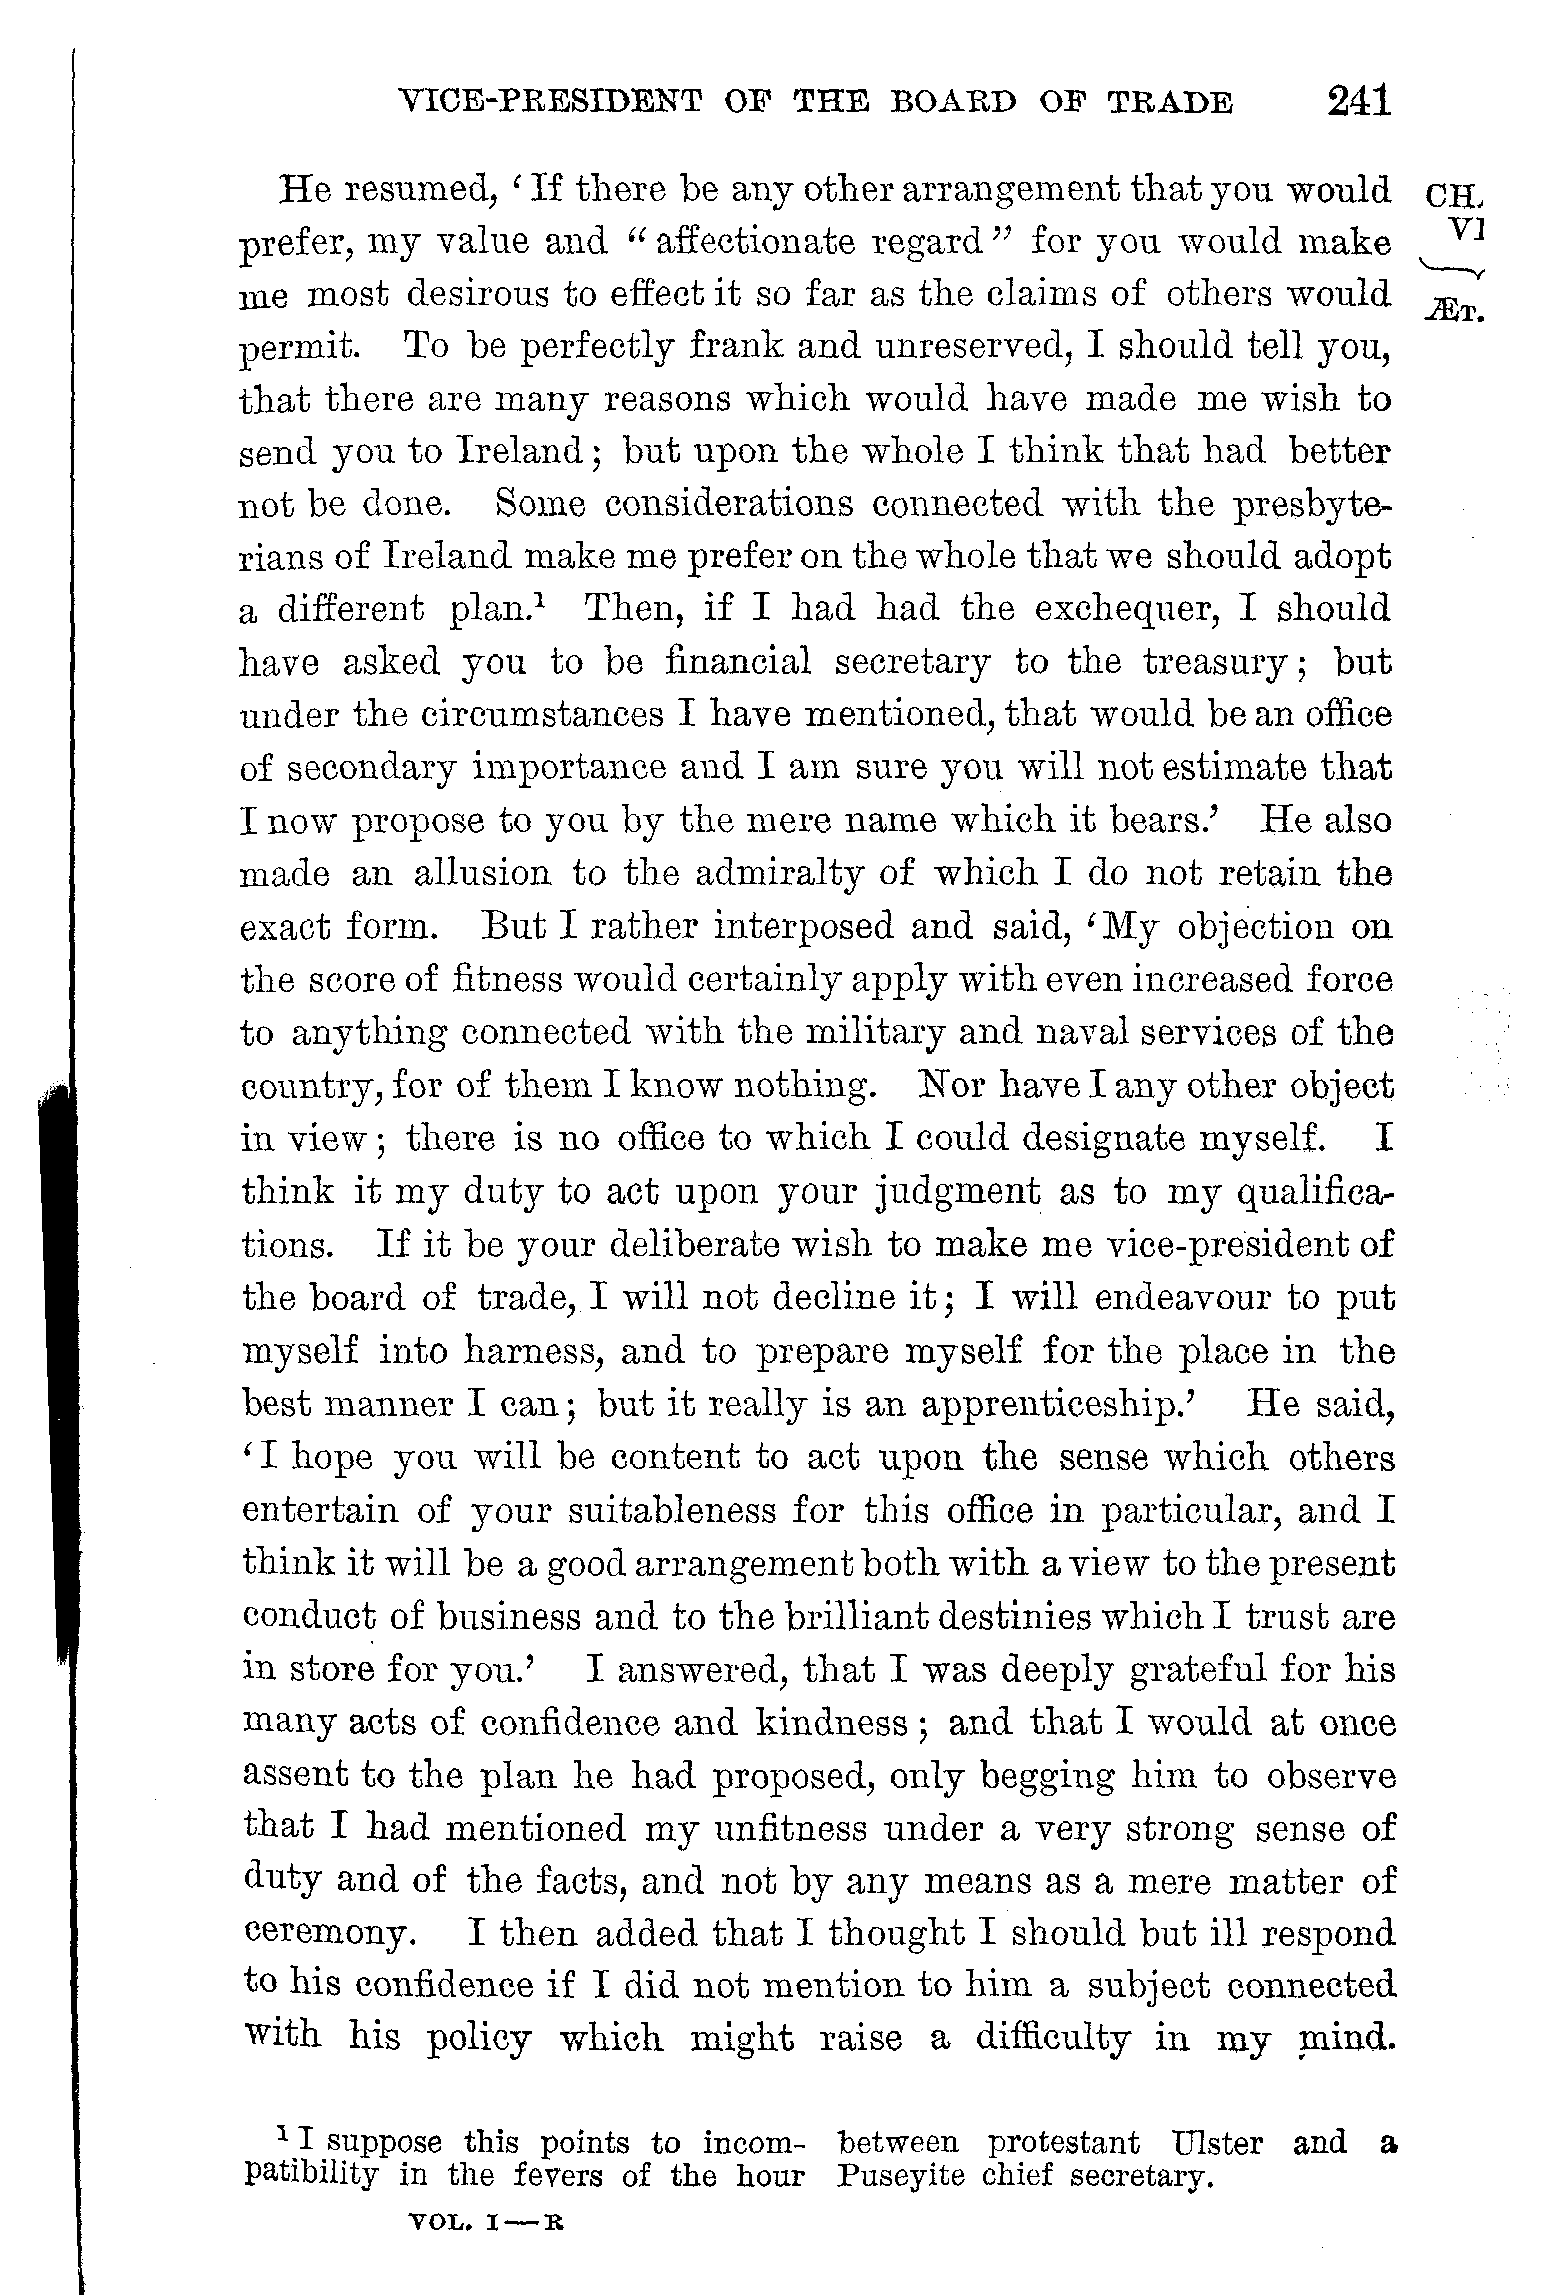 VICE-PRESIDENT OF THE BOARD OF TRADE 241
He resumed, ‘If there be any other arrangement that you would
prefer, my value and “affectionate regard” for you would make
me most desirous to effect it so far as the claims of others would
permit. To be perfectly frank and unreserved, I should tell you,
that there are many reasons which would have made me wish to
send you to Ireland; but upon the whole I think that had better
not be done. Some considerations connected with the presbyte-
rians of Ireland make me prefer on the whole that we should adopt
a different plan.¹ Then, if I had had the exchequer, I should
have asked you to be financial secretary to the treasury; but
under the circumstances I have mentioned, that would be an office
of secondary importance and I am sure you will not estimate that
I now propose to you by the mere name which it bears.’ He also
made an allusion to the admiralty of which I do not retain the
exact form. But I rather interposed and said, ‘My objection on
the score of fitness would certainly apply with even increased force
to anything connected with the military and naval services of the
country, for of them I know nothing. Nor have I any other object
in view; there is no office to which I could designate myself. I
think it my duty to act upon your judgment as to my qualifica-
tions. If it be your deliberate wish to make me vice-president of
the board of trade, I will not decline it; I will endeavour to put
myself into harness, and to prepare myself for the place in the
best manner I can; but it really is an apprenticeship.’ He said,
‘I hope you will be content to act upon the sense which others
entertain of your suitableness for this office in particular, and I
think it will be a good arrangement both with a view to the present
conduct of business and to the brilliant destinies which I trust are
in store for you.’ I answered, that I was deeply grateful for his
many acts of confidence and kindness; and that I would at once
assent to the plan he had proposed, only begging him to observe
that I had mentioned my unfitness under a very strong sense of
duty and of the facts, and not by any means as a mere matter of
ceremony. I then added that I thought I should but ill respond
to his confidence if I did not mention to him a subject connected
with his policy which might raise a difficulty in my mind.
CH.
VI
ÆT.
¹ I suppose this points to incom-
patibility in the fevers of the hour
between protestant Ulster and a
Puseyite chief secretary.
VOL. I—R